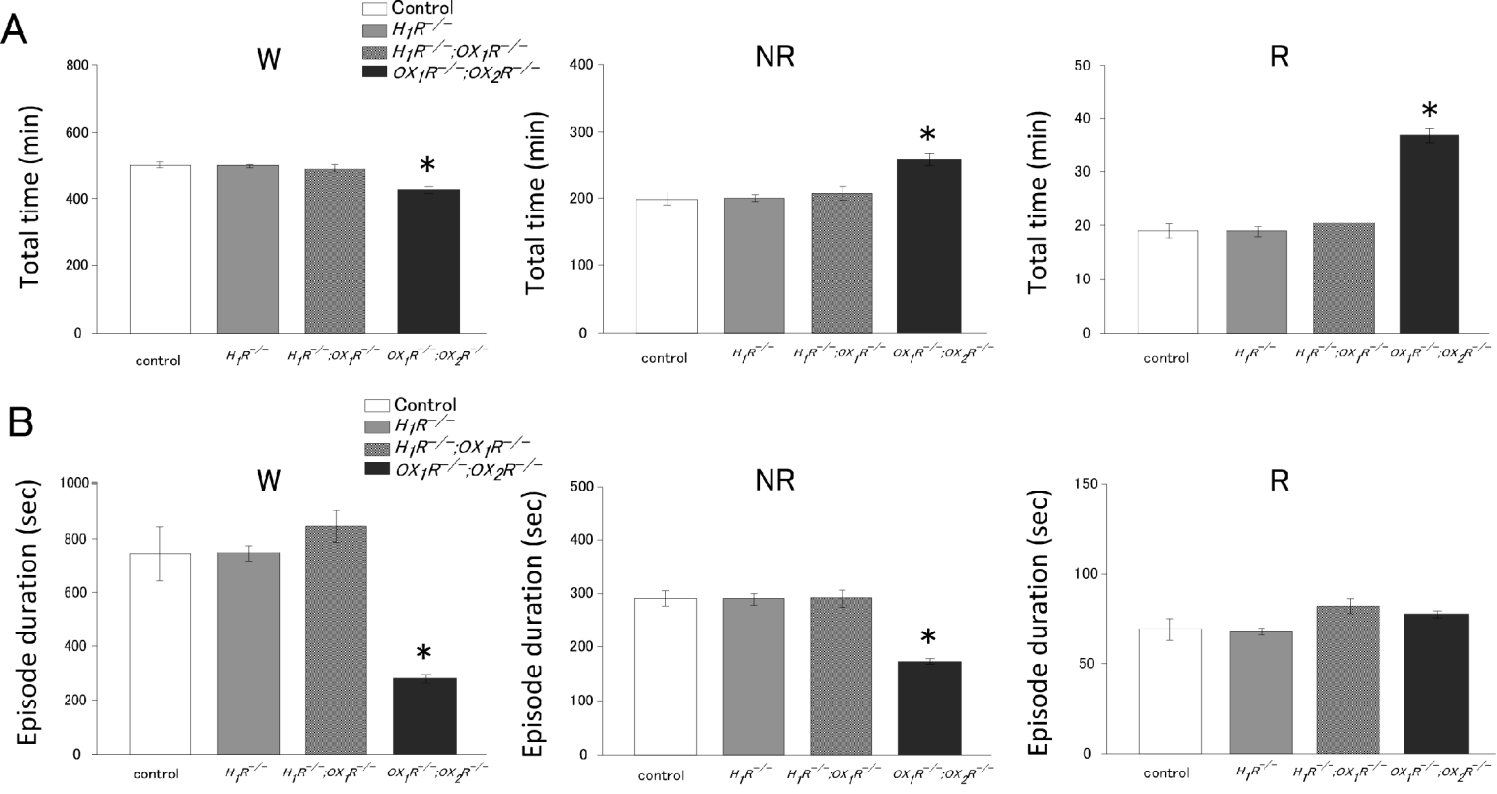 A
Control
H1R−/−
H1R−/−;OX1R−/−
OX1R−/−;OX2R−/−
W
Total time (min)
800
600
400
200
0
*
control
H1R−/−
H1R−/−;OX1R−/−
OX1R−/−;OX2R−/−
NR
Total time (min)
400
300
200
100
0
*
control
H1R−/−
H1R−/−;OX1R−/−
OX1R−/−;OX2R−/−
R
Total time (min)
50
40
30
20
10
0
*
control
H1R−/−
H1R−/−;OX1R−/−
OX1R−/−;OX2R−/−
B
Control
H1R−/−
H1R−/−;OX1R−/−
OX1R−/−;OX2R−/−
W
Episode duration (sec)
1000
800
600
400
200
0
*
control
H1R−/−
H1R−/−;OX1R−/−
OX1R−/−;OX2R−/−
NR
Episode duration (sec)
500
400
300
200
100
0
*
control
H1R−/−
H1R−/−;OX1R−/−
OX1R−/−;OX2R−/−
R
Episode duration (sec)
150
100
50
0
control
H1R−/−
H1R−/−;OX1R−/−
OX1R−/−;OX2R−/−